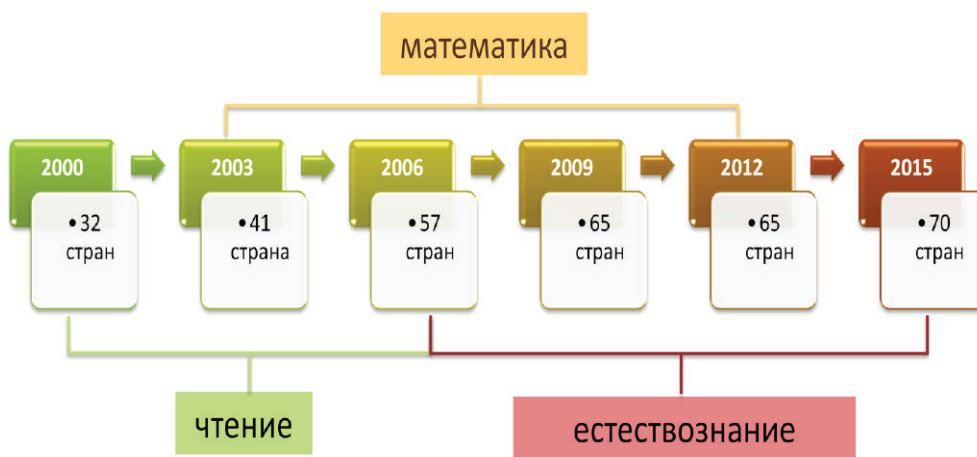 математика
2000
2003
2006
2009
2012
2015
• 32
стран
• 41
страна
• 57
стран
• 65
стран
• 65
стран
• 70
стран
чтение
естествознание